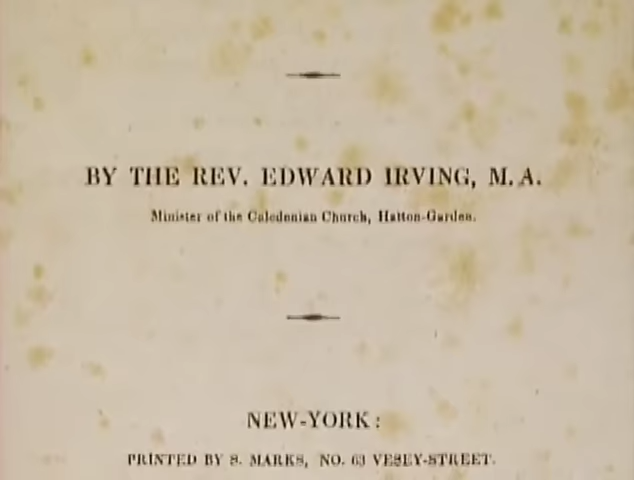 BY THE REV. EDWARD IRVING, M. A.
Minister of the Caledonian Church, Hatton-Garden.
NEW-YORK:
PRINTED BY S. MARKS, NO. 63 VESEY-STREET.